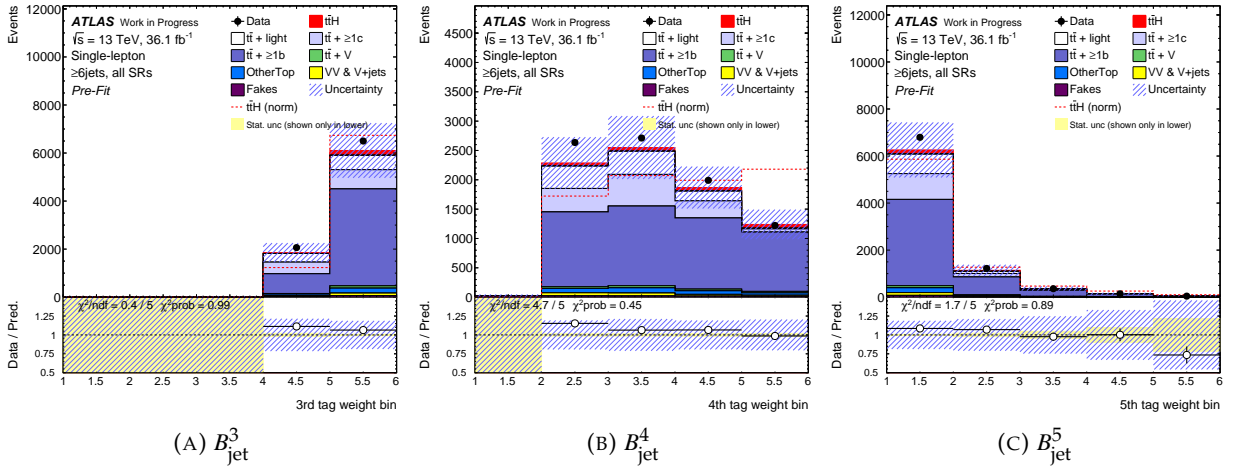 Events
12000
10000
8000
6000
4000
2000
0
ATLAS Work in Progress
√s = 13 TeV, 36.1 fb⁻¹
Single-lepton
≥6jets, all SRs
Pre-Fit
Data
tt̄H
tt̄ + light
tt̄ + ≥1c
tt̄ + ≥1b
tt̄ + V
OtherTop
VV & V+jets
Fakes
Uncertainty
tt̄H (norm)
Stat. unc (shown only in lower)
χ²/ndf = 0.4 / 5 χ²prob = 0.99
Data / Pred.
1.25
1
0.75
0.5
1 1.5 2 2.5 3 3.5 4 4.5 5 5.5 6
3rd tag weight bin
(A) B³jet
Events
5000
4500
4000
3500
3000
2500
2000
1500
1000
500
0
ATLAS Work in Progress
√s = 13 TeV, 36.1 fb⁻¹
Single-lepton
≥6jets, all SRs
Pre-Fit
Data
tt̄H
tt̄ + light
tt̄ + ≥1c
tt̄ + ≥1b
tt̄ + V
OtherTop
VV & V+jets
Fakes
Uncertainty
tt̄H (norm)
Stat. unc (shown only in lower)
χ²/ndf = 4.7 / 5 χ²prob = 0.45
Data / Pred.
1.25
1
0.75
0.5
1 1.5 2 2.5 3 3.5 4 4.5 5 5.5 6
4th tag weight bin
(B) B⁴jet
Events
12000
10000
8000
6000
4000
2000
0
ATLAS Work in Progress
√s = 13 TeV, 36.1 fb⁻¹
Single-lepton
≥6jets, all SRs
Pre-Fit
Data
tt̄H
tt̄ + light
tt̄ + ≥1c
tt̄ + ≥1b
tt̄ + V
OtherTop
VV & V+jets
Fakes
Uncertainty
tt̄H (norm)
Stat. unc (shown only in lower)
χ²/ndf = 1.7 / 5 χ²prob = 0.89
Data / Pred.
1.25
1
0.75
0.5
1 1.5 2 2.5 3 3.5 4 4.5 5 5.5 6
5th tag weight bin
(C) B⁵jet